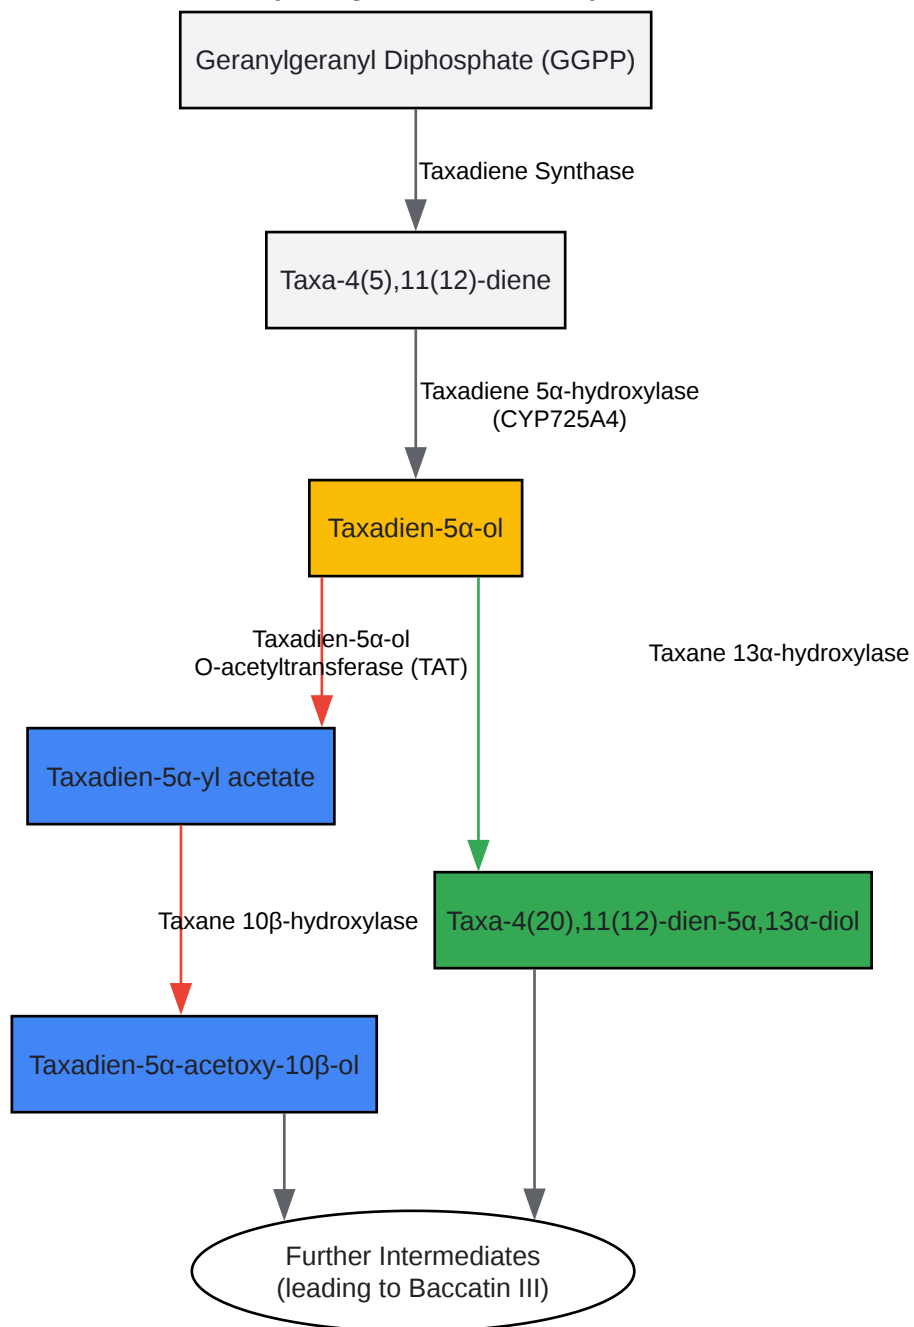 Geranylgeranyl Diphosphate (GGPP)
Taxadiene Synthase
Taxa-4(5),11(12)-diene
Taxadiene 5α-hydroxylase
(CYP725A4)
Taxadien-5α-ol
Taxadien-5α-ol
O-acetyltransferase (TAT)
Taxane 13α-hydroxylase
Taxadien-5α-yl acetate
Taxane 10β-hydroxylase
Taxa-4(20),11(12)-dien-5α,13α-diol
Taxadien-5α-acetoxy-10β-ol
Further Intermediates
(leading to Baccatin III)